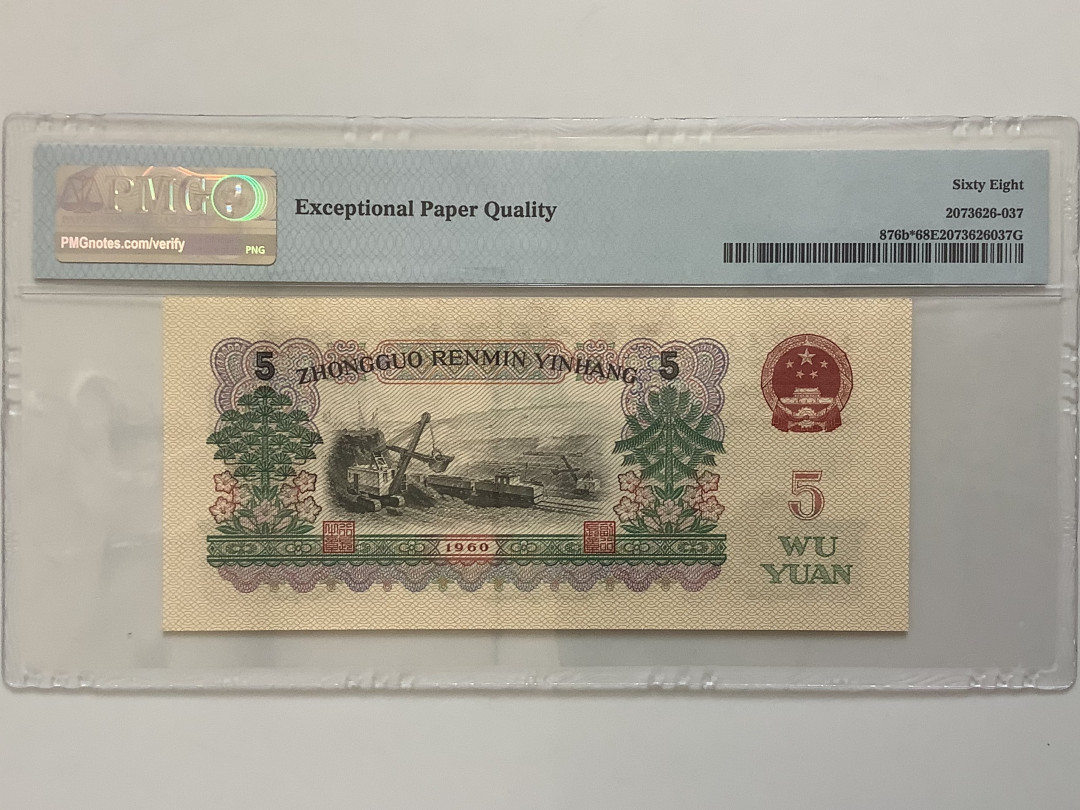 PMG
PMGnotes.com/verify
PNG
Exceptional Paper Quality
Sixty Eight
2073626-037
876b*68E2073626037G
5 ZHONGGUO RENMIN YINHANG 5
1960
5
WU
YUAN